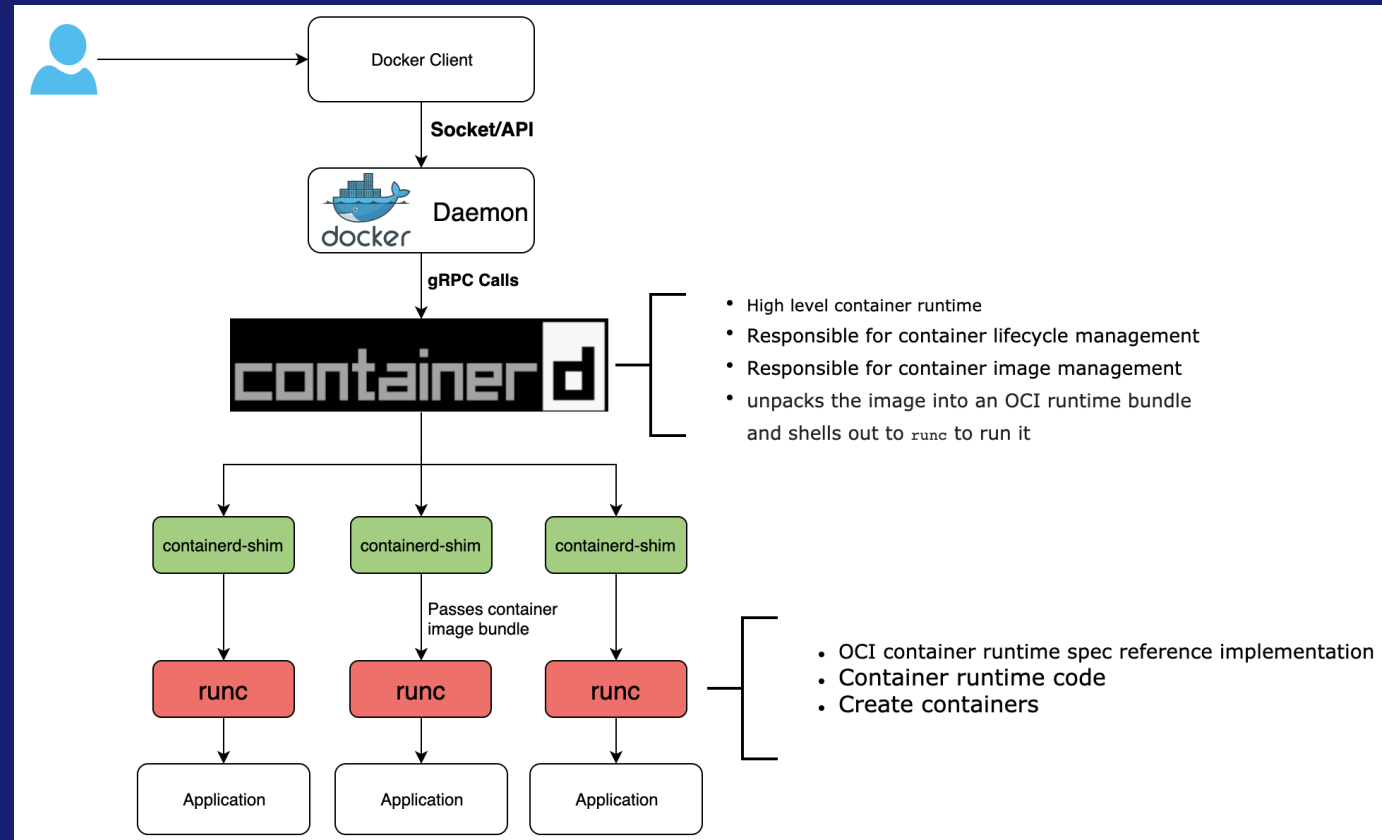 Docker Client
Socket/API
docker
Daemon
gRPC Calls
containerd
• High level container runtime
• Responsible for container lifecycle management
• Responsible for container image management
• unpacks the image into an OCI runtime bundle
and shells out to runc to run it
containerd-shim
containerd-shim
containerd-shim
Passes container
image bundle
runc
runc
runc
• OCI container runtime spec reference implementation
• Container runtime code
• Create containers
Application
Application
Application